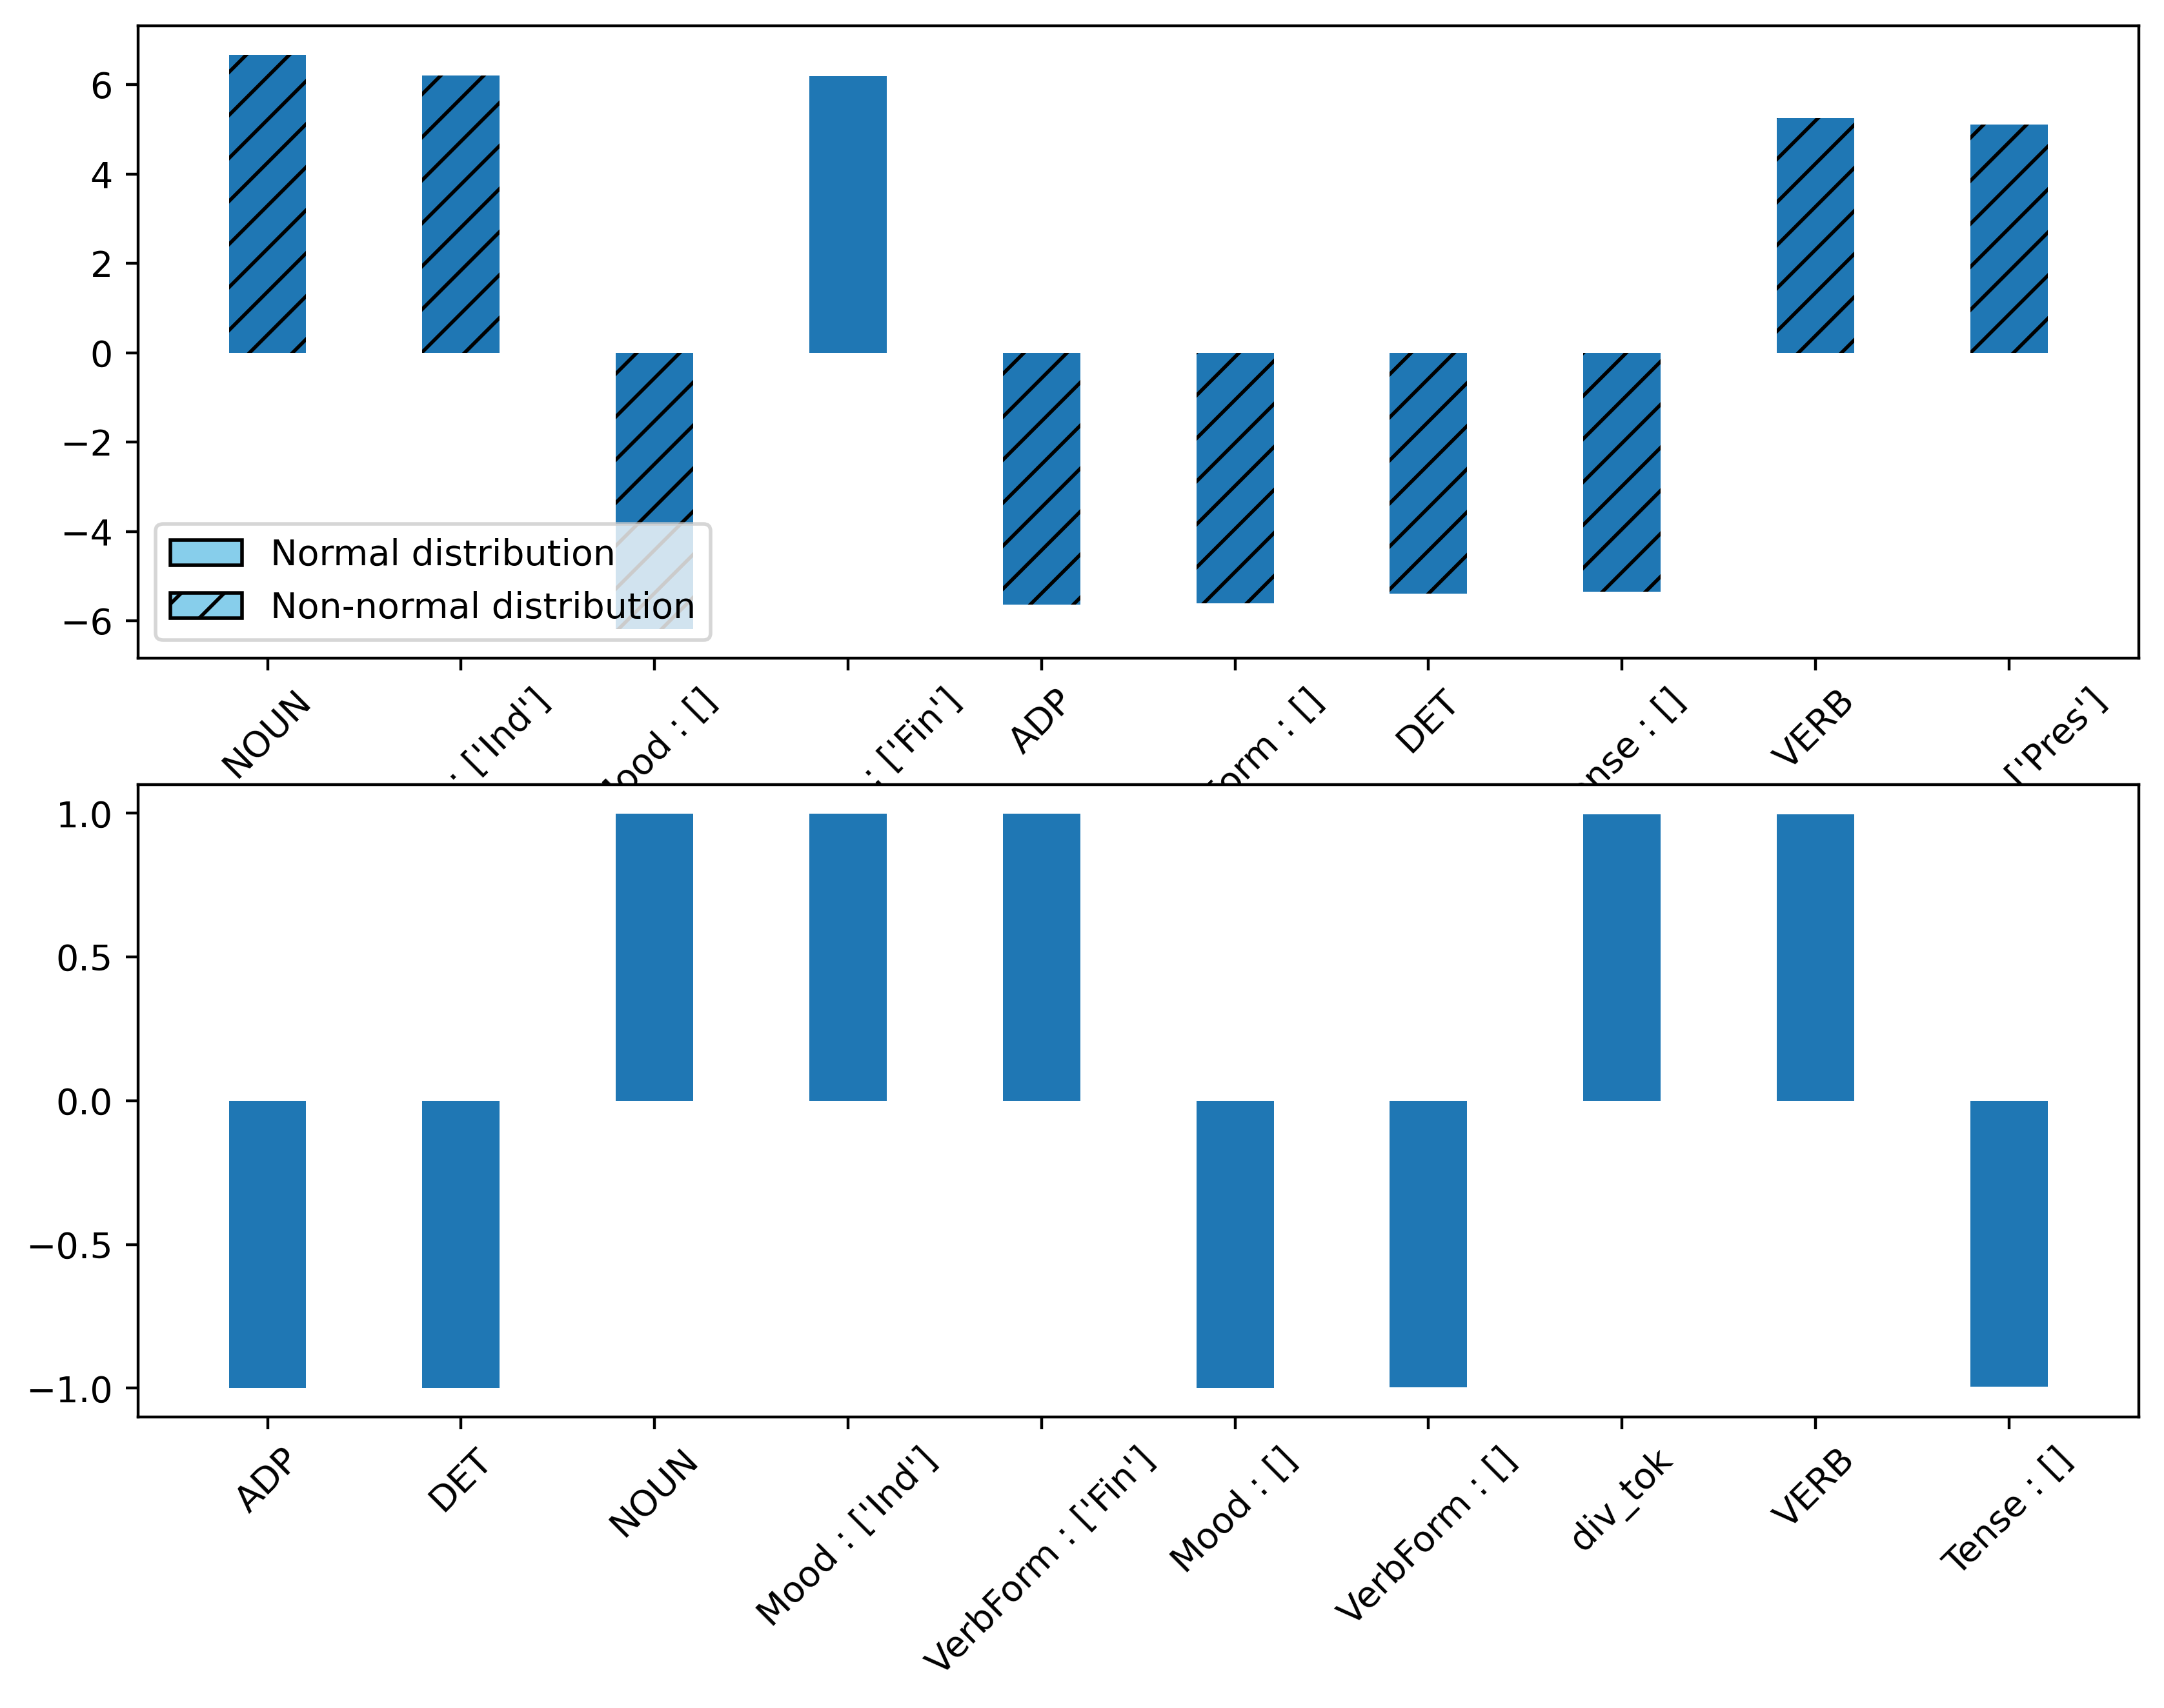 6
4
2
0
−2
−4
−6
Normal distribution
Non-normal distribution
NOUN
: ['Ind']
: []
: ['Fin']
ADP
: []
DET
: []
VERB
['Pres']
1.0
0.5
0.0
−0.5
−1.0
ADP
DET
NOUN
Mood : ['Ind']
VerbForm : ['Fin']
Mood : []
VerbForm : []
div_tok
VERB
Tense : []